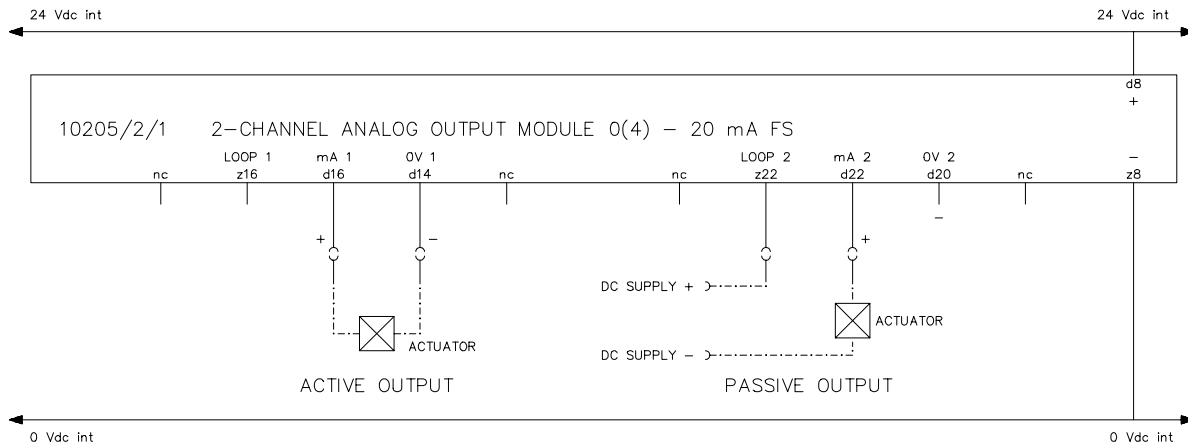 24 Vdc int 24 Vdc int
d8
+
10205/2/1 2-CHANNEL ANALOG OUTPUT MODULE 0(4) - 20 mA FS
LOOP 1 mA 1 0V 1 LOOP 2 mA 2 0V 2 -
nc z16 d16 d14 nc nc z22 d22 d20 nc z8
-
+ - +
DC SUPPLY +
ACTUATOR
ACTUATOR
DC SUPPLY -
ACTIVE OUTPUT PASSIVE OUTPUT
0 Vdc int 0 Vdc int